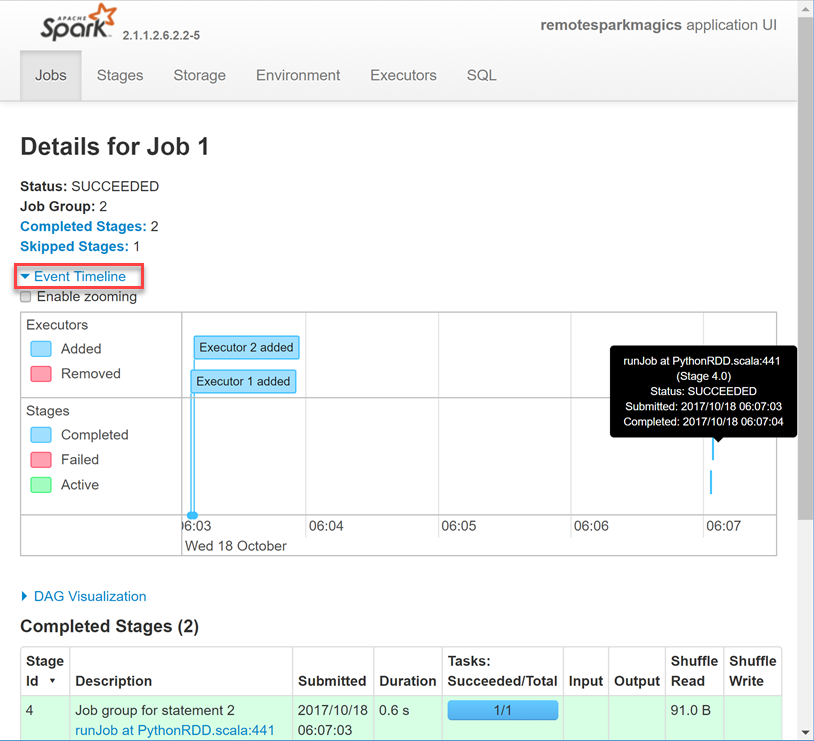 APACHE
Spark 2.1.1.2.6.2.2-5
remotesparkmagics application UI
Jobs Stages Storage Environment Executors SQL
Details for Job 1
Status: SUCCEEDED
Job Group: 2
Completed Stages: 2
Skipped Stages: 1
Event Timeline
Enable zooming
Executors
Added
Removed
Executor 2 added
Executor 1 added
Stages
Completed
Failed
Active
runJob at PythonRDD.scala:441
(Stage 4.0)
Status: SUCCEEDED
Submitted: 2017/10/18 06:07:03
Completed: 2017/10/18 06:07:04
06:03 06:04 06:05 06:06 06:07
Wed 18 October
DAG Visualization
Completed Stages (2)
Stage Id Description Submitted Duration Tasks: Succeeded/Total Input Output Shuffle Read Shuffle Write
4 Job group for statement 2 2017/10/18 0.6 s 1/1 91.0 B
runJob at PythonRDD.scala:441 06:07:03